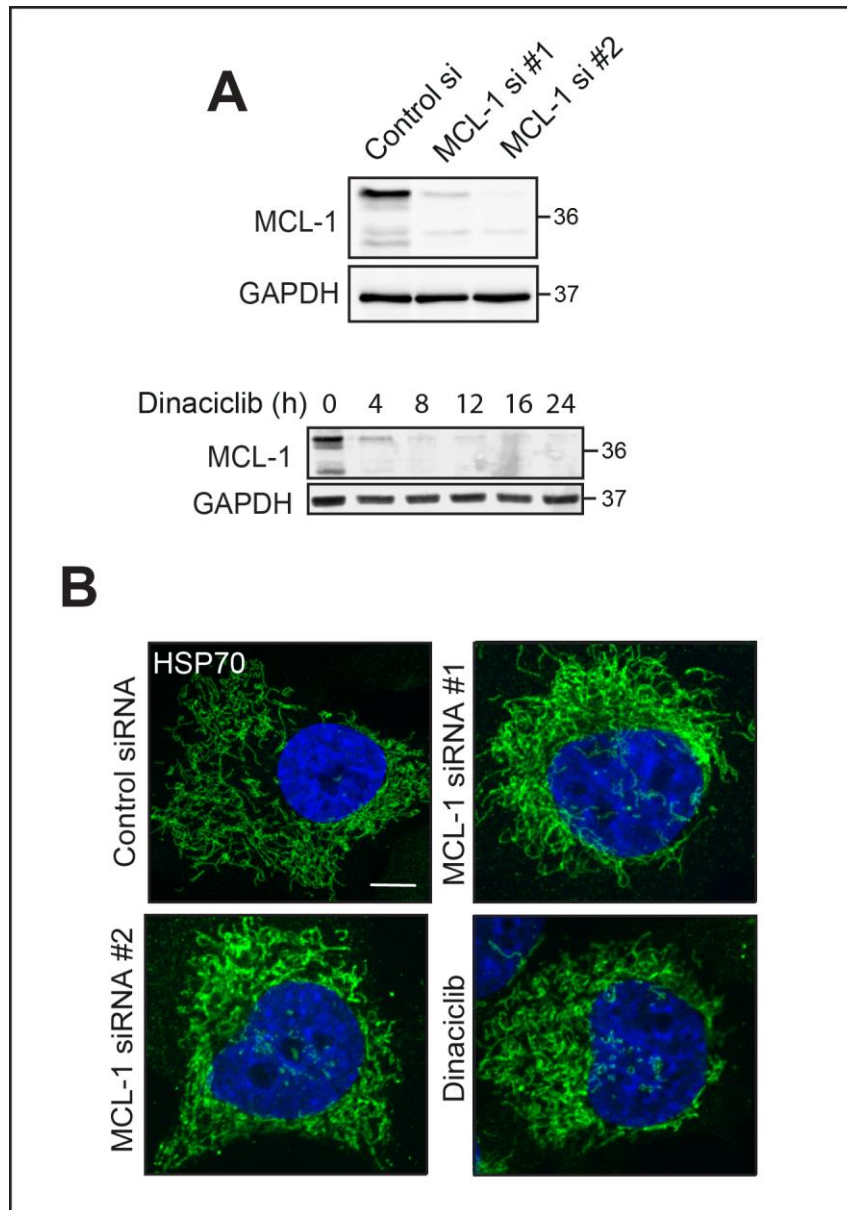 A
Control si
MCL-1 si #1
MCL-1 si #2
MCL-1
36
GAPDH
37
Dinaciclib (h) 0 4 8 12 16 24
MCL-1
36
GAPDH
37
B
Control siRNA
HSP70
MCL-1 siRNA #1
MCL-1 siRNA #2
Dinaciclib